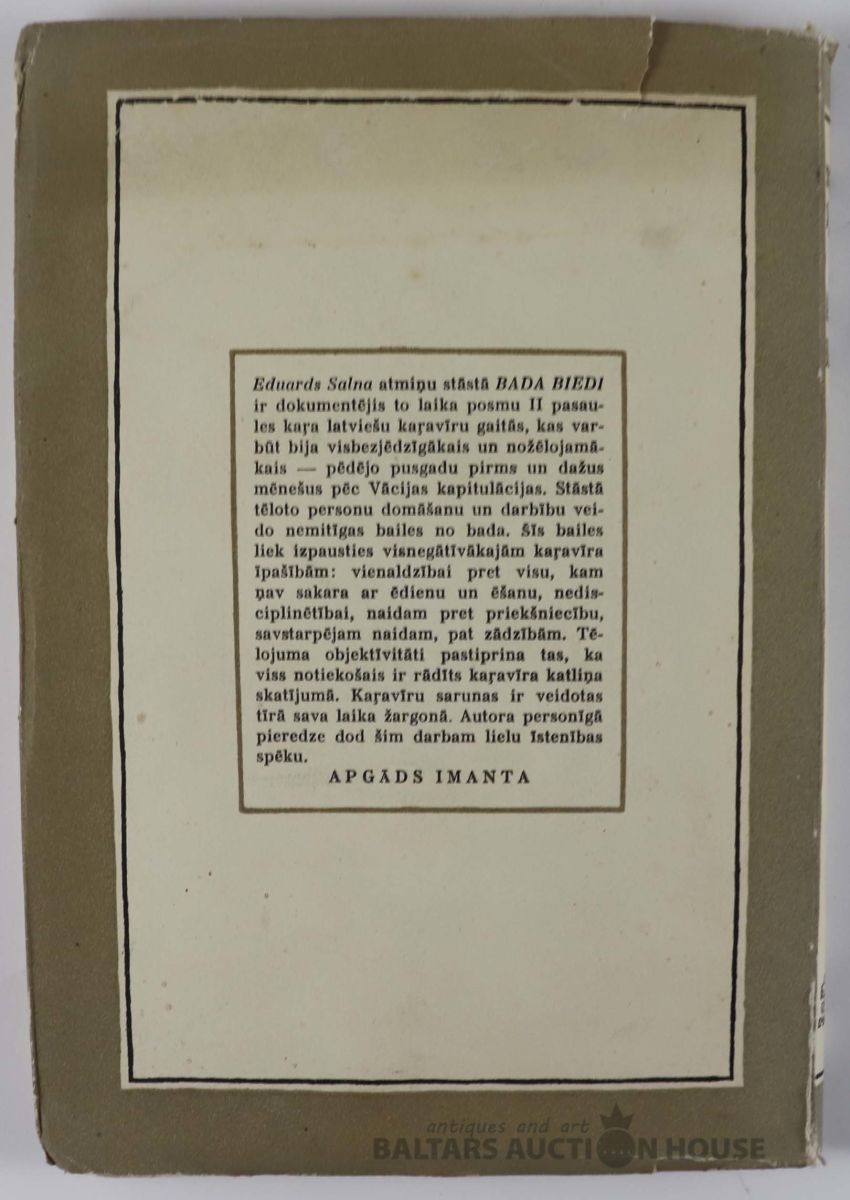 Eduards Salna atmiņu stāstā BADA BIEDI
ir dokumentējis to laika posmu II pasau-
les kaŗa latviešu kaŗavīru gaitās, kas var-
būt bija visbezjēdzīgākais un nožēlojamā-
kais — pēdējo pusgadu pirms un dažus
mēnešus pēc Vācijas kapitulācijas. Stāstā
tēloto personu domāšanu un darbību vei-
do nemitīgas bailes no bada. Šīs bailes
liek izpausties visnegātīvākajām kaŗavīra
īpašībām: vienaldzībai pret visu, kam
nav sakara ar ēdienu un ēšanu, nedis-
ciplinētībai, naidam pret priekšniecību,
savstarpējam naidam, pat zādzībām. Tē-
lojuma objektīvitāti pastiprina tas, ka
viss notiekošais ir rādīts kaŗavīra katliņa
skatījumā. Kaŗavīru sarunas ir veidotas
tīrā sava laika žargonā. Autora personīgā
pieredze dod šim darbam lielu īstenības
spēku.
APGĀDS IMANTA
antiques and art
BALTARS AUCTION HOUSE